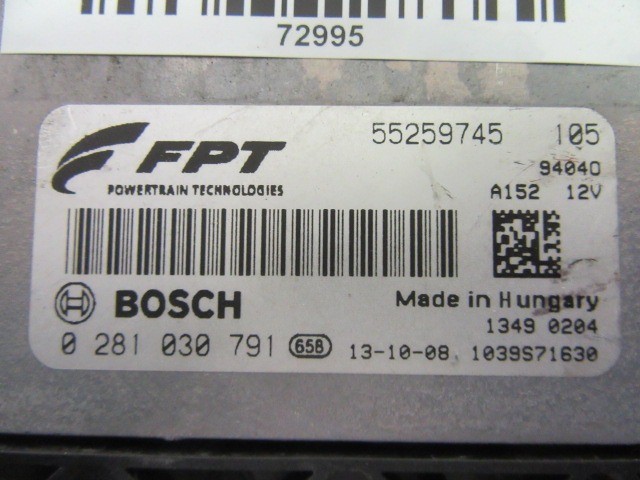 72995
FPT
POWERTRAIN TECHNOLOGIES
55259745 105
94040
A152 12V
BOSCH
Made in Hungary
1349 0204
0 281 030 791 658 13-10-08 1039S71630